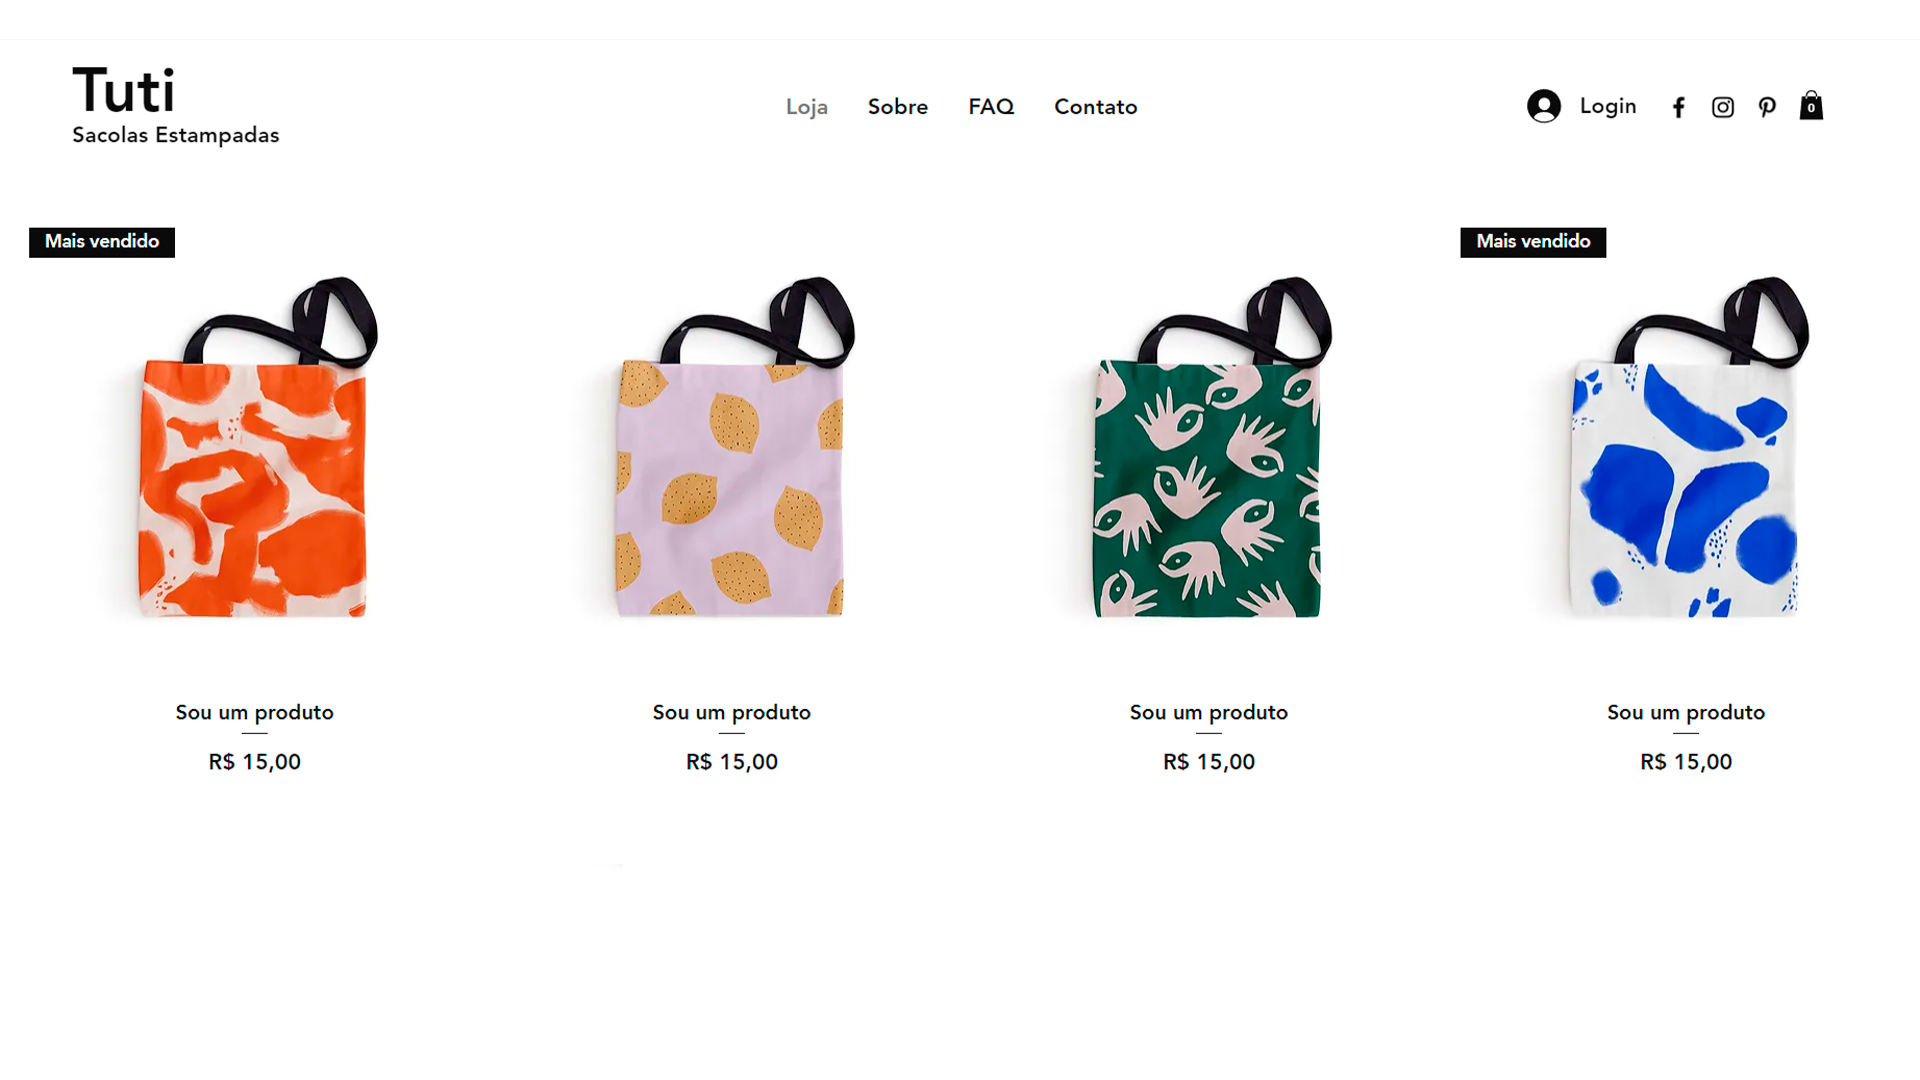 Tuti
Sacolas Estampadas
Loja
Sobre
FAQ
Contato
Login
0
Mais vendido
Mais vendido
Sou um produto
R$ 15,00
Sou um produto
R$ 15,00
Sou um produto
R$ 15,00
Sou um produto
R$ 15,00